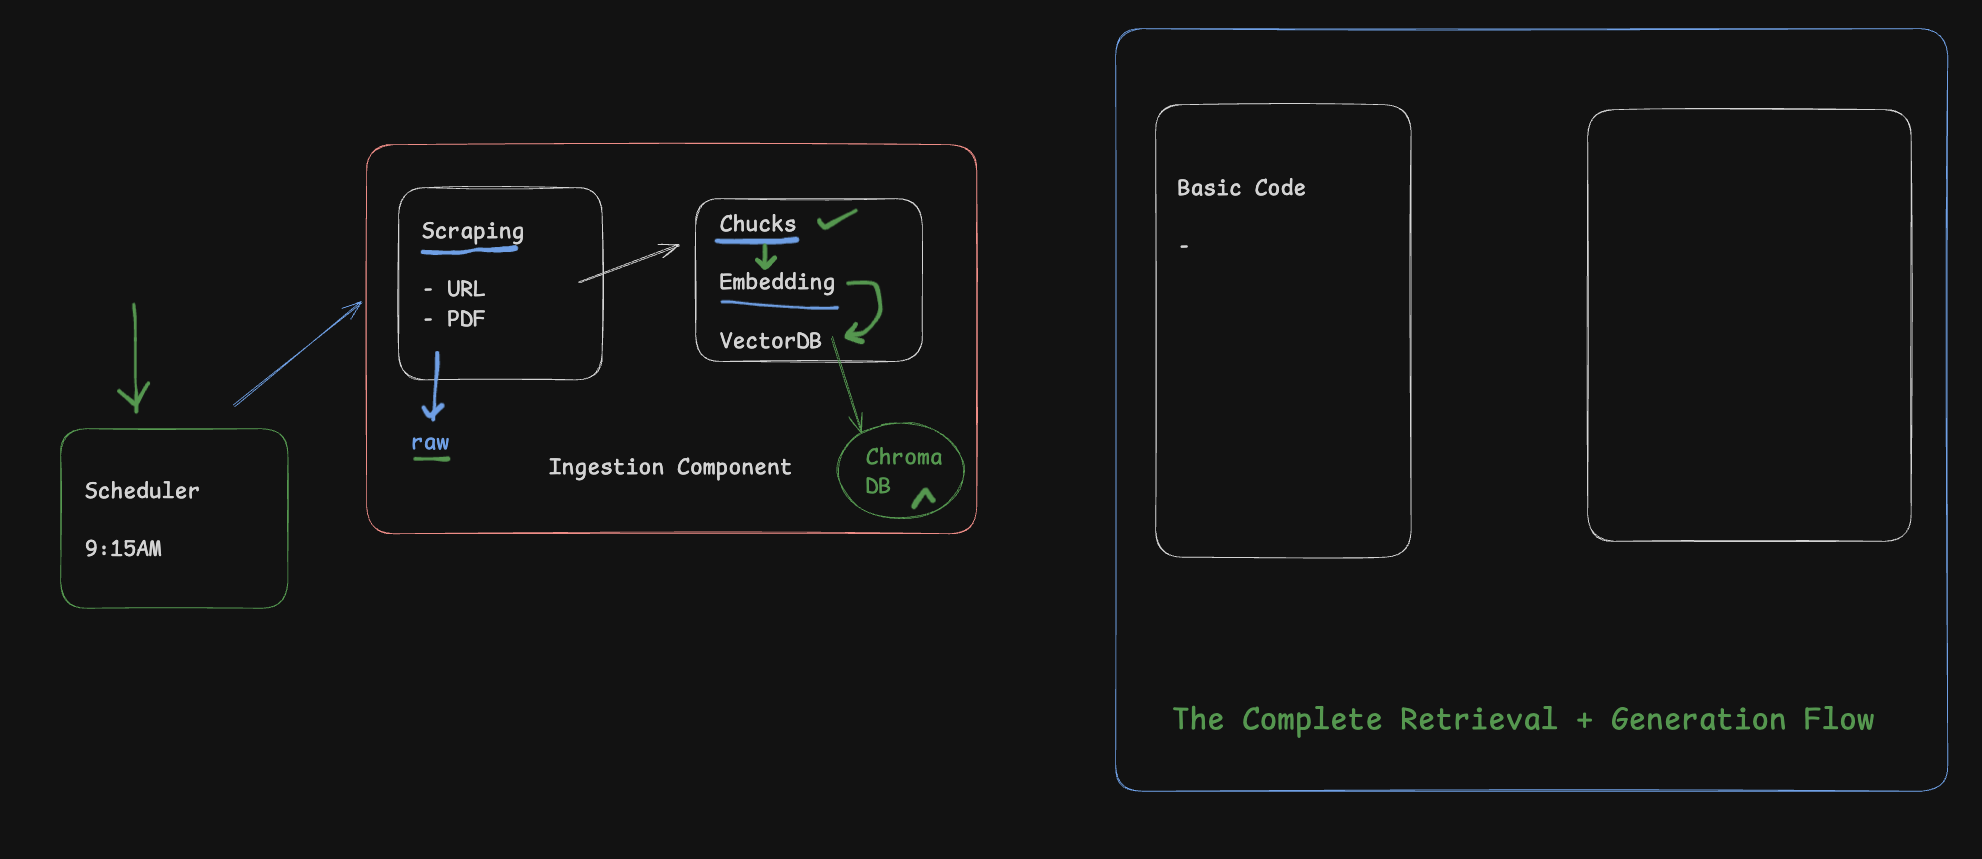 Scheduler
9:15AM
Scraping
- URL
- PDF
raw
Chucks
Embedding
VectorDB
Chroma
DB
Ingestion Component
Basic Code
-
The Complete Retrieval + Generation Flow